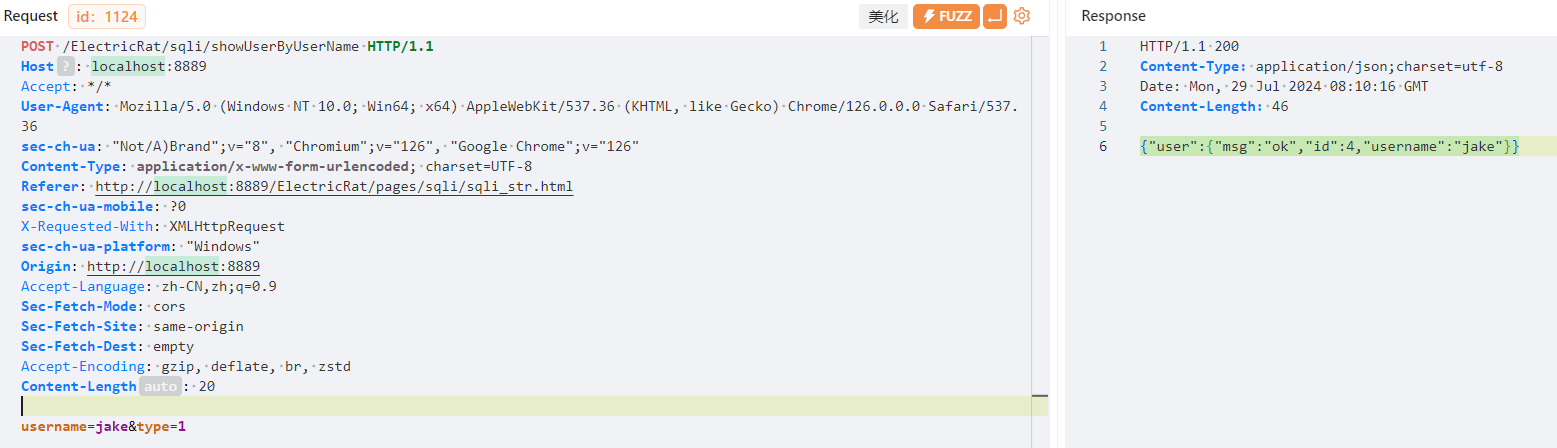 Request id: 1124 美化 FUZZ
POST /ElectricRat/sqli/showUserByUserName HTTP/1.1
Host ? : localhost:8889
Accept: */*
User-Agent: Mozilla/5.0 (Windows NT 10.0; Win64; x64) AppleWebKit/537.36 (KHTML, like Gecko) Chrome/126.0.0.0 Safari/537.
36
sec-ch-ua: "Not/A)Brand";v="8", "Chromium";v="126", "Google Chrome";v="126"
Content-Type: application/x-www-form-urlencoded; charset=UTF-8
Referer: http://localhost:8889/ElectricRat/pages/sqli/sqli_str.html
sec-ch-ua-mobile: ?0
X-Requested-With: XMLHttpRequest
sec-ch-ua-platform: "Windows"
Origin: http://localhost:8889
Accept-Language: zh-CN,zh;q=0.9
Sec-Fetch-Mode: cors
Sec-Fetch-Site: same-origin
Sec-Fetch-Dest: empty
Accept-Encoding: gzip, deflate, br, zstd
Content-Length auto : 20
username=jake&type=1
Response
1 HTTP/1.1 200
2 Content-Type: application/json;charset=utf-8
3 Date: Mon, 29 Jul 2024 08:10:16 GMT
4 Content-Length: 46
5
6 {"user":{"msg":"ok","id":4,"username":"jake"}}